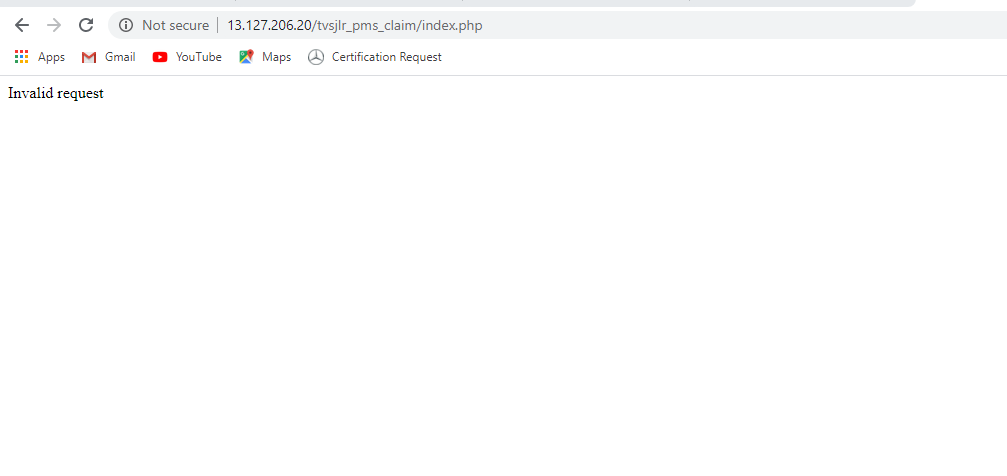 Not secure 13.127.206.20/tvsjlr_pms_claim/index.php
Apps Gmail YouTube Maps Certification Request
Invalid request